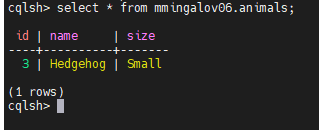 cqlsh> select * from mmingalov06.animals;
id | name | size
----+----------+-------
3 | Hedgehog | Small
(1 rows)
cqlsh>